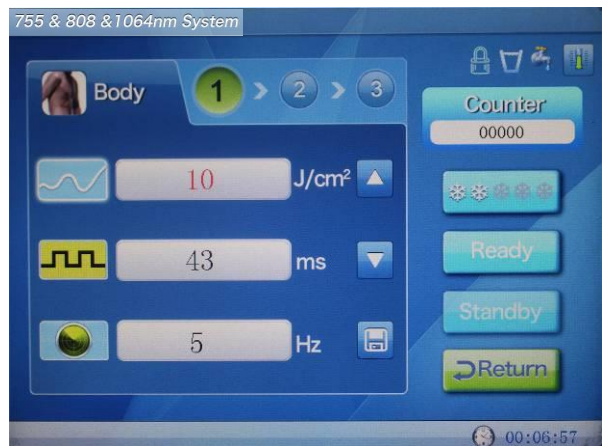 755 & 808 &1064nm System
Body
1 > 2 > 3
Counter
00000
10 J/cm²
43 ms
Ready
Standby
5 Hz
Return
00:06:57